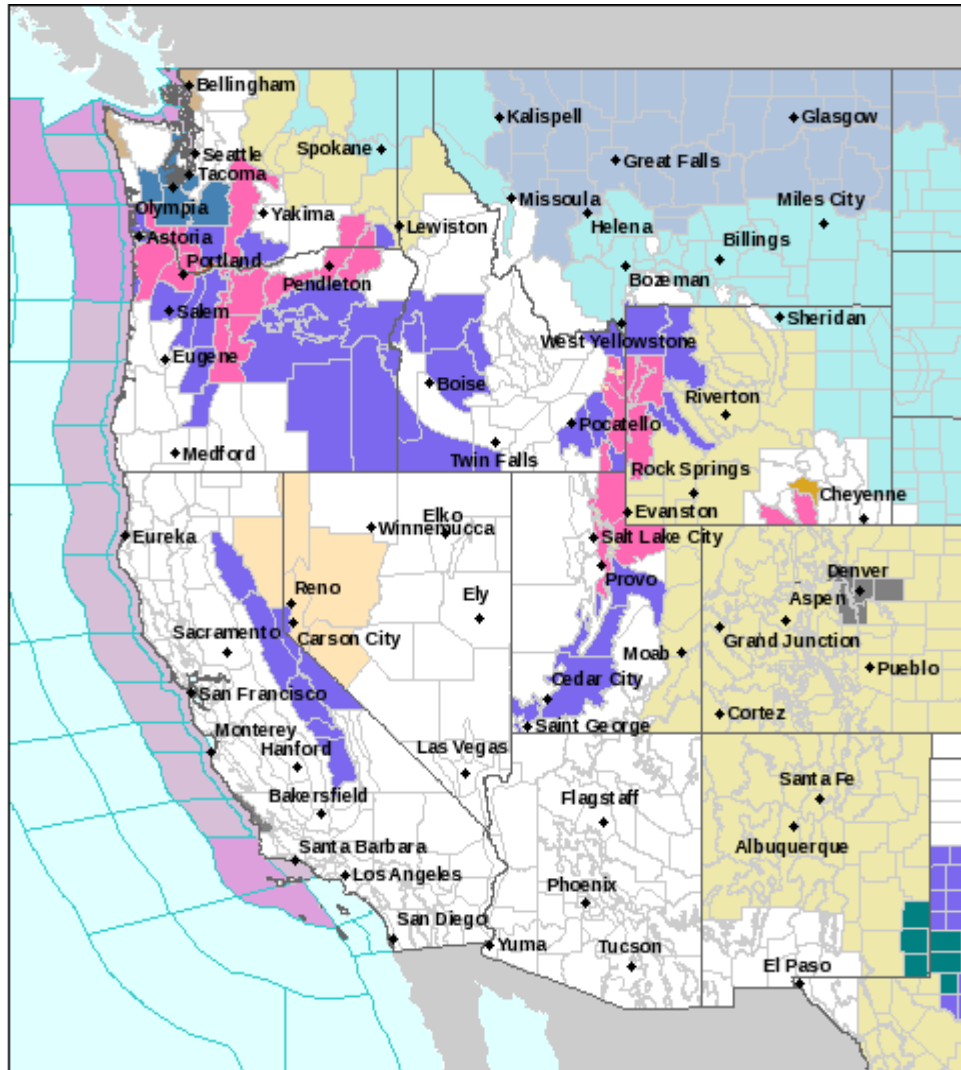 Bellingham
Kalispell
Glasgow
Spokane
Seattle
Great Falls
Tacoma
Olympia
Yakima
Missoula
Miles City
Lewiston
Helena
Astoria
Billings
Portland
Pendleton
Bozeman
Salem
Sheridan
West Yellowstone
Eugene
Boise
Riverton
Pocatello
Medford
Twin Falls
Rock Springs
Cheyenne
Evanston
Elko
Winnemucca
Eureka
Salt Lake City
Provo
Denver
Reno
Ely
Aspen
Carson City
Sacramento
Grand Junction
Moab
Pueblo
Cedar City
San Francisco
Cortez
Saint George
Monterey
Hanford
Las Vegas
Santa Fe
Bakersfield
Flagstaff
Albuquerque
Santa Barbara
Los Angeles
Phoenix
San Diego
Yuma
Tucson
El Paso